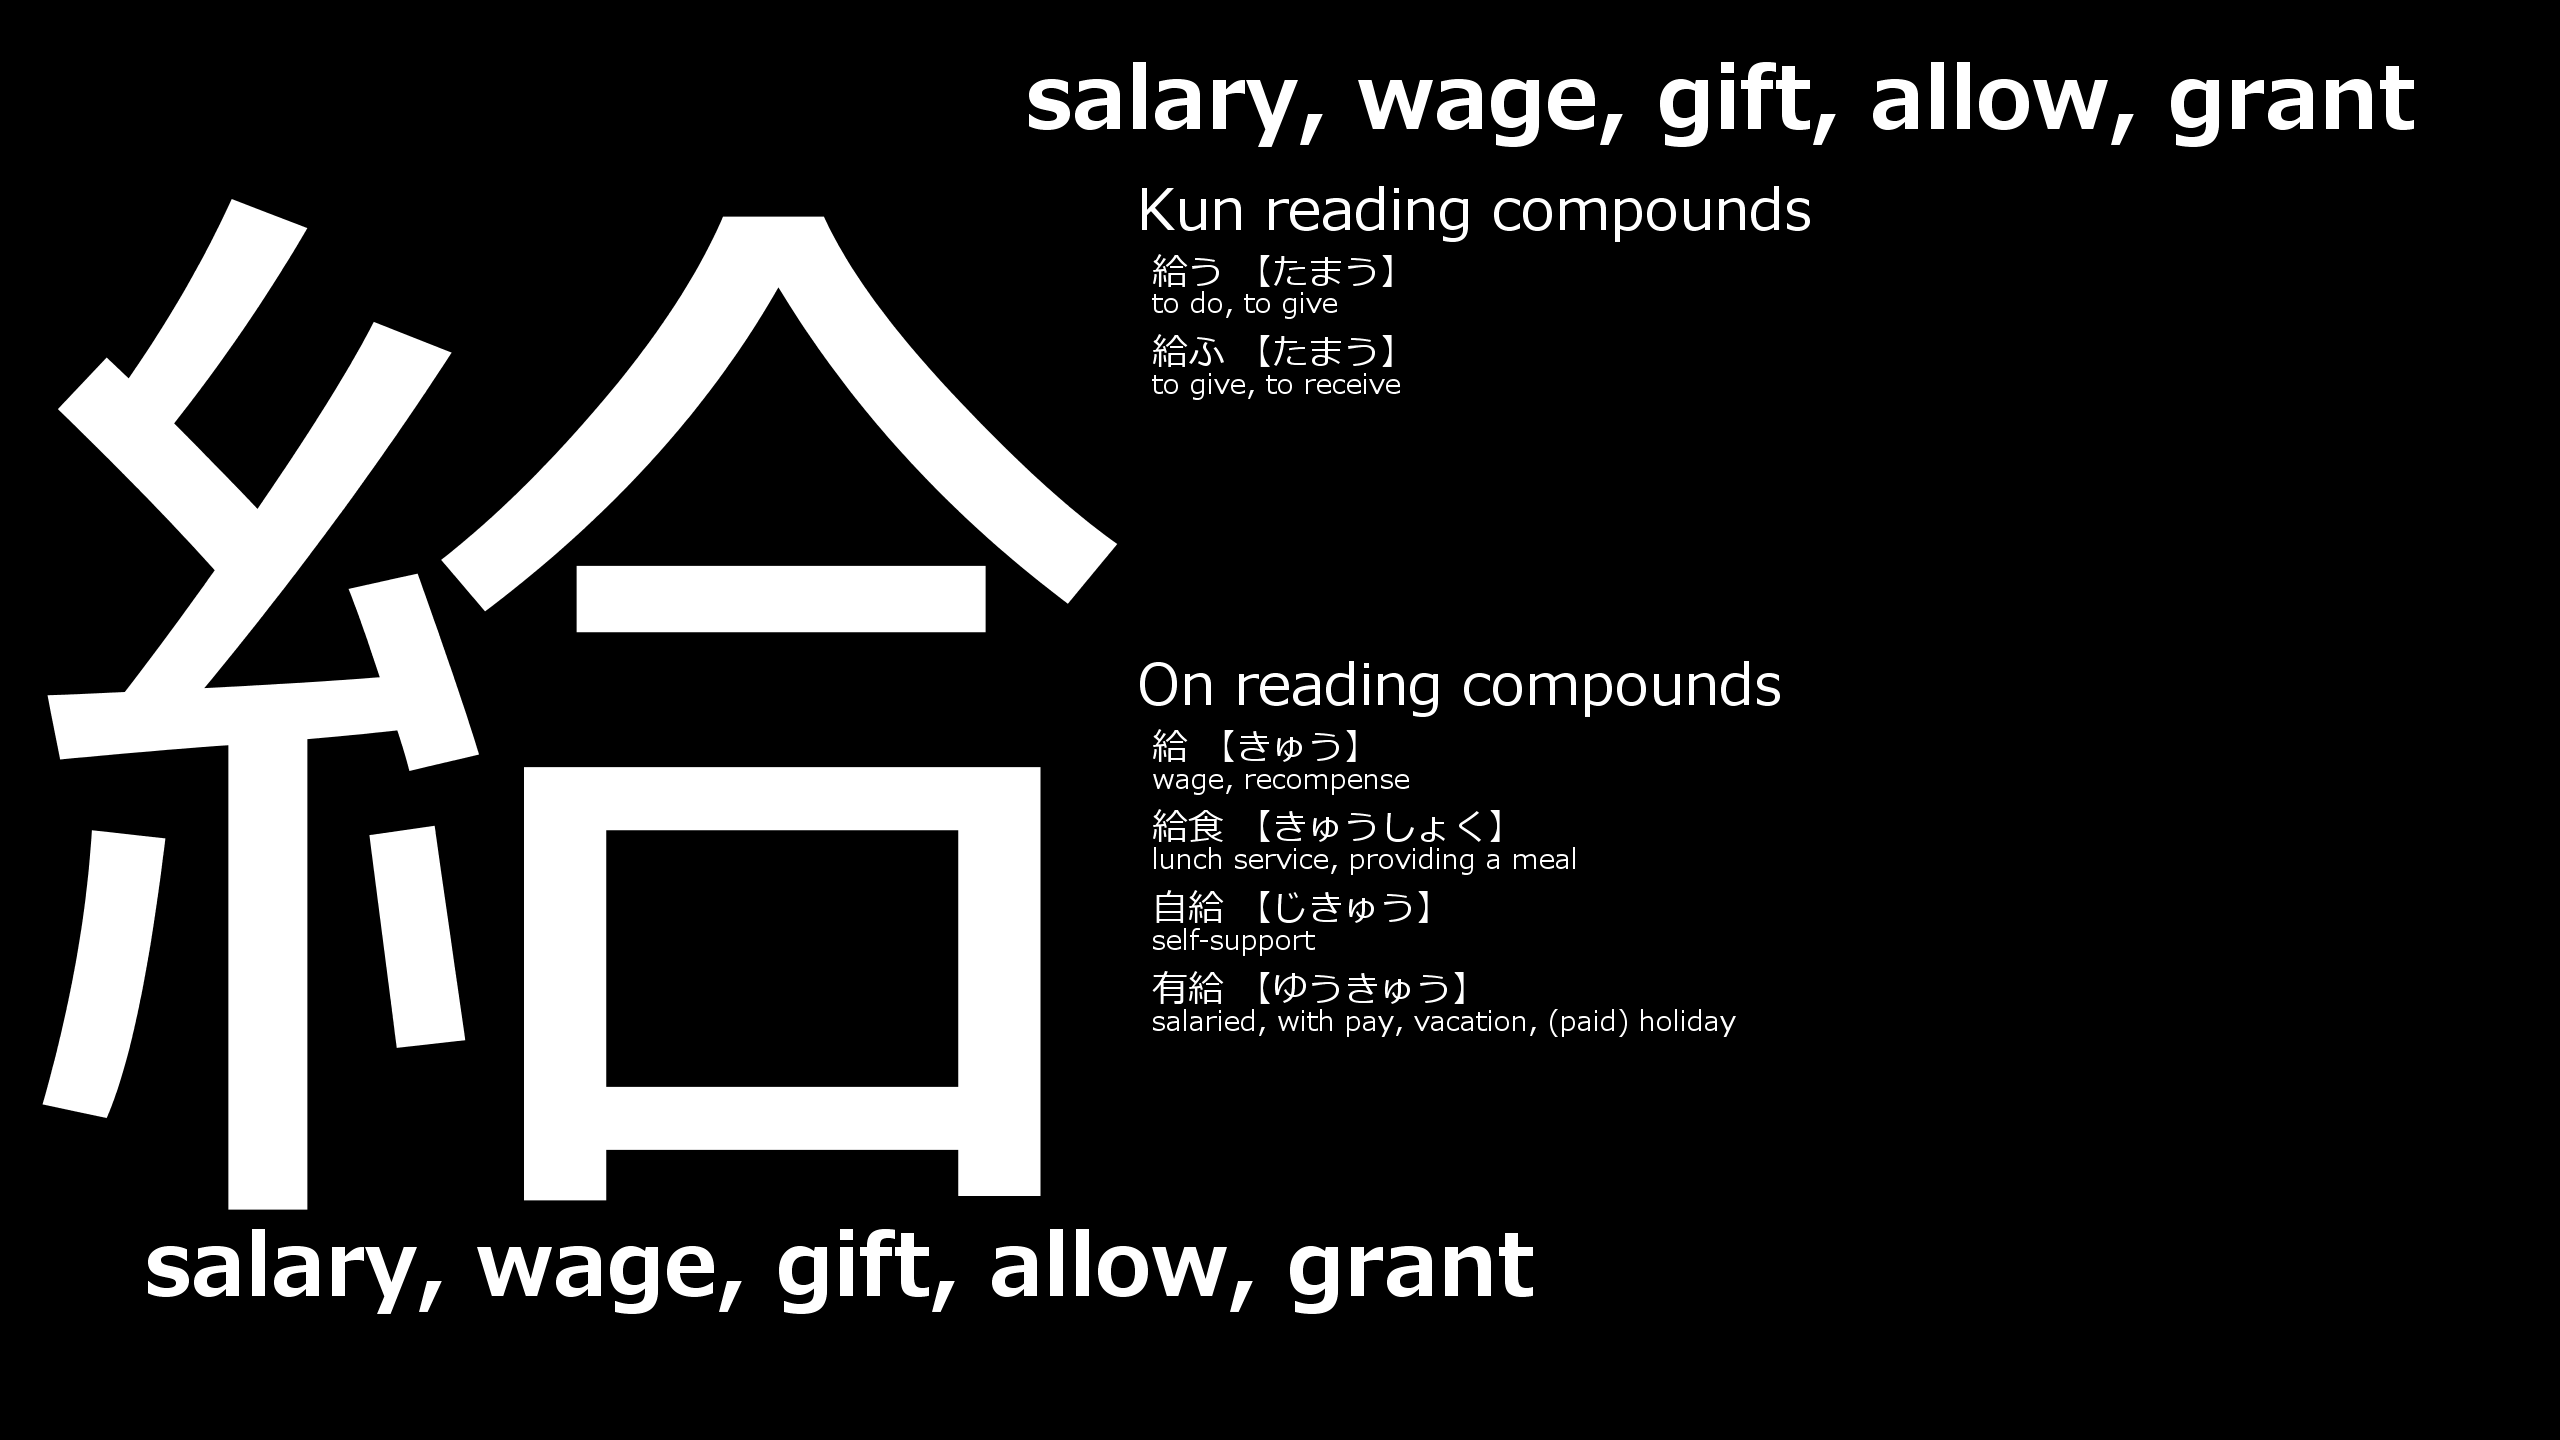 salary, wage, gift, allow, grant
給
Kun reading compounds
給う 【たまう】
to do, to give
給ふ 【たまう】
to give, to receive
On reading compounds
給 【きゅう】
wage, recompense
給食 【きゅうしょく】
lunch service, providing a meal
自給 【じきゅう】
self-support
有給 【ゆうきゅう】
salaried, with pay, vacation, (paid) holiday
salary, wage, gift, allow, grant